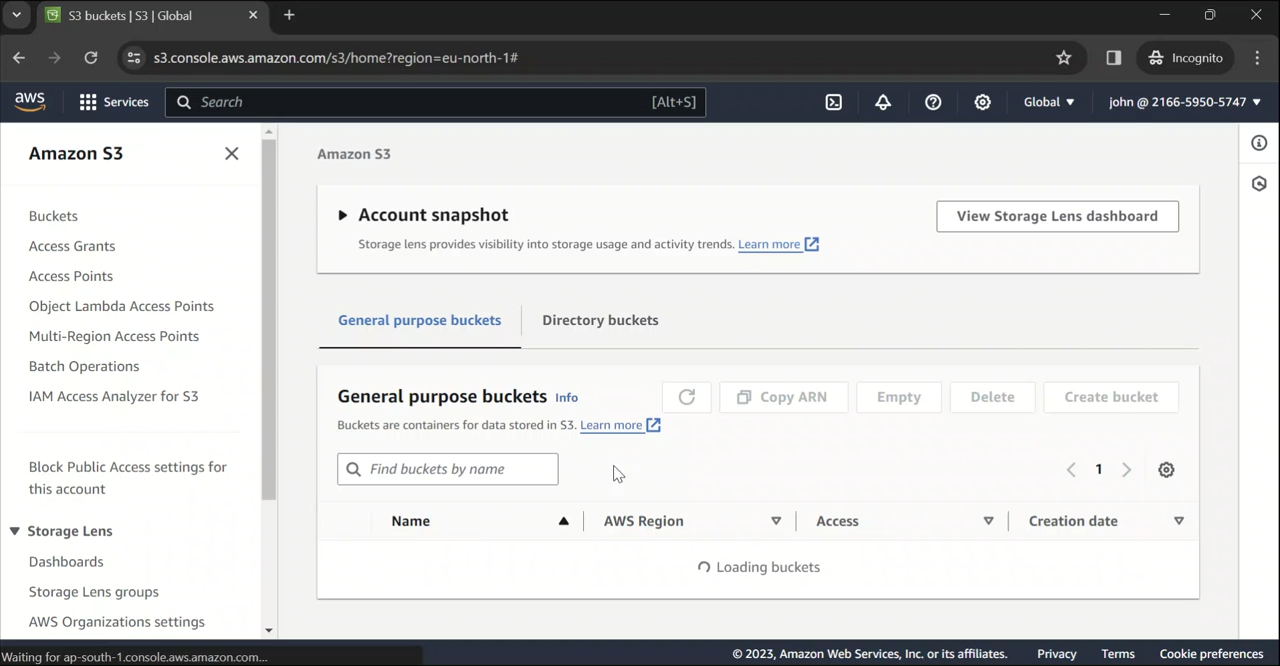 S3 buckets | S3 | Global
s3.console.aws.amazon.com/s3/home?region=eu-north-1#
Incognito
aws
Services
Search
[Alt+S]
Global
john @ 2166-5950-5747
Amazon S3
Buckets
Access Grants
Access Points
Object Lambda Access Points
Multi-Region Access Points
Batch Operations
IAM Access Analyzer for S3
Block Public Access settings for
this account
Storage Lens
Dashboards
Storage Lens groups
AWS Organizations settings
Amazon S3
Account snapshot
View Storage Lens dashboard
Storage lens provides visibility into storage usage and activity trends. Learn more
General purpose buckets
Directory buckets
General purpose buckets Info
Copy ARN
Empty
Delete
Create bucket
Buckets are containers for data stored in S3. Learn more
Find buckets by name
1
Name
AWS Region
Access
Creation date
Loading buckets
Waiting for ap-south-1.console.aws.amazon.com...
© 2023, Amazon Web Services, Inc. or its affiliates.
Privacy
Terms
Cookie preferences